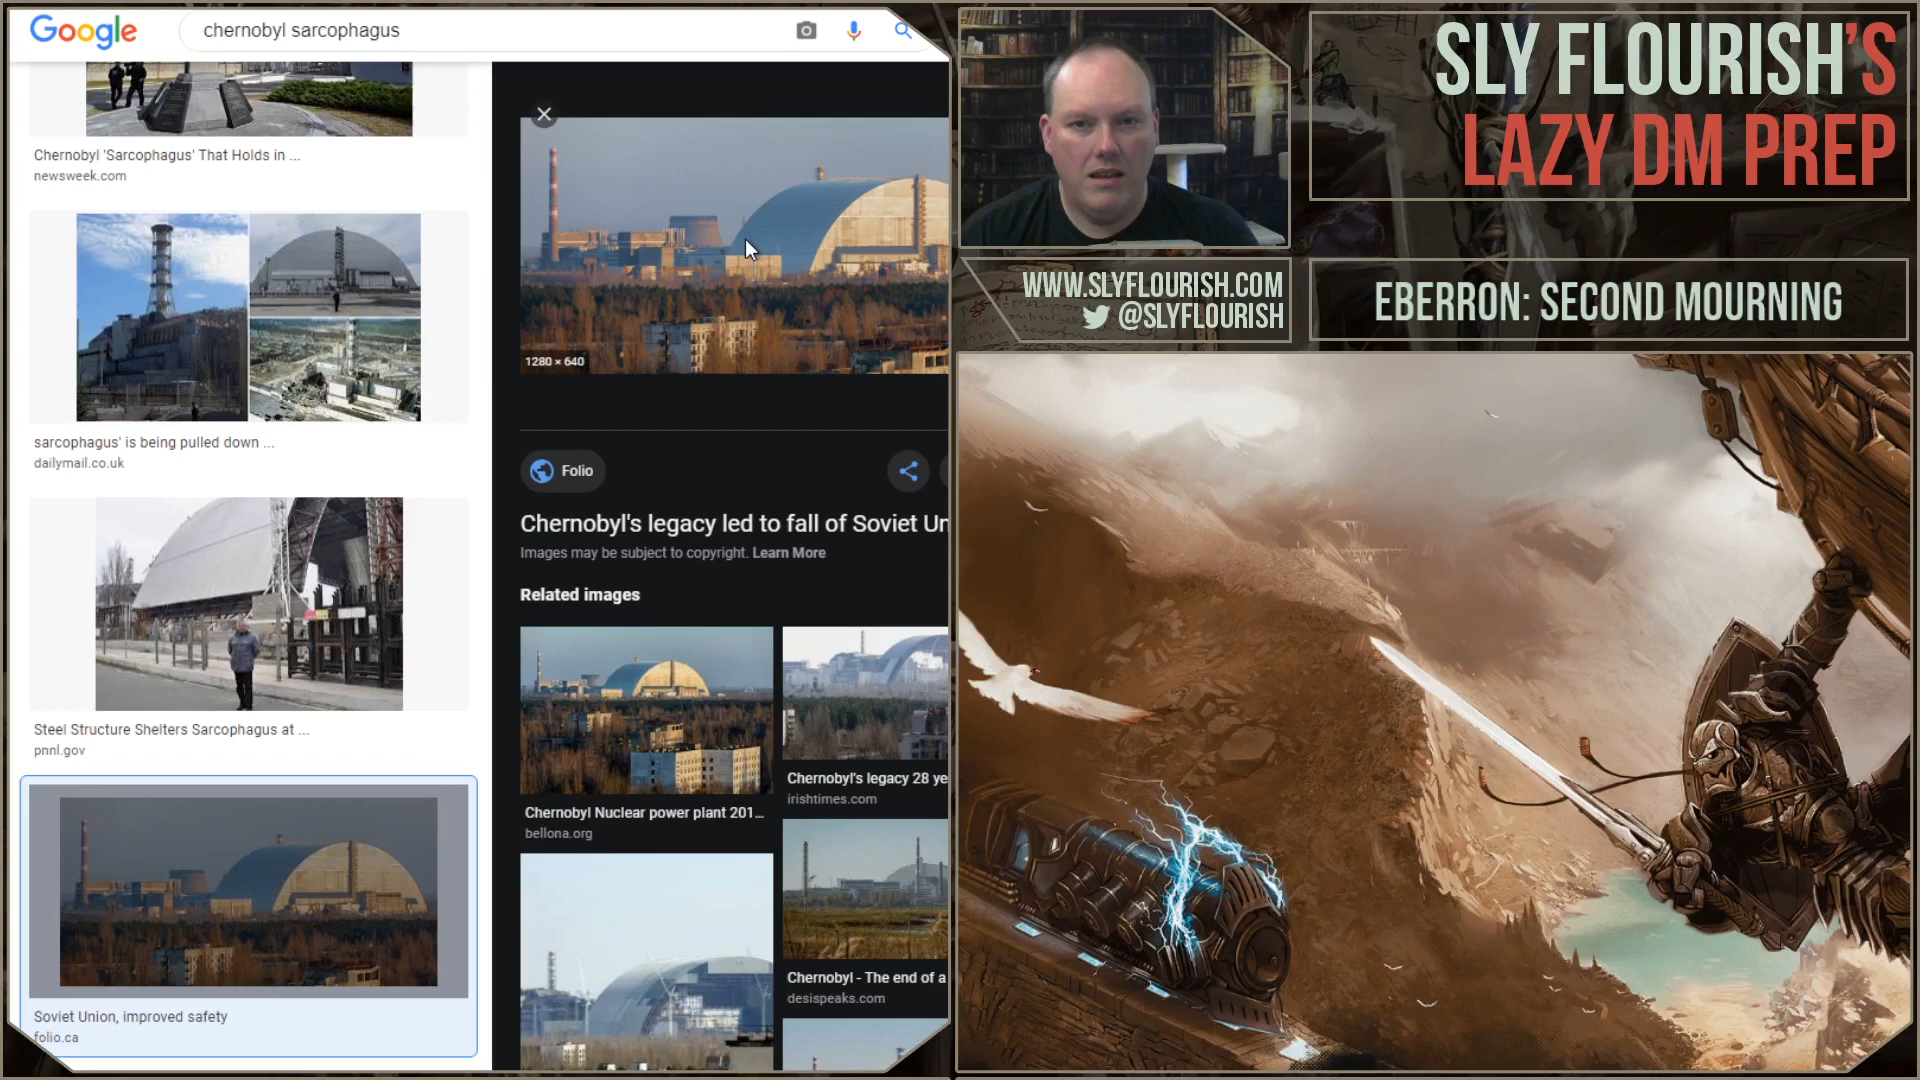 Google
chernobyl sarcophagus
Chernobyl 'Sarcophagus' That Holds in ...
newsweek.com
sarcophagus' is being pulled down ...
dailymail.co.uk
Steel Structure Shelters Sarcophagus at ...
pnnl.gov
Soviet Union, improved safety
folio.ca
1280 × 640
Folio
Chernobyl's legacy led to fall of Soviet Un
Images may be subject to copyright. Learn More
Related images
Chernobyl Nuclear power plant 201...
bellona.org
Chernobyl's legacy 28 ye
irishtimes.com
Chernobyl - The end of a
desispeaks.com
WWW.SLYFLOURISH.COM
@SLYFLOURISH
SLY FLOURISH'S
LAZY DM PREP
EBERRON: SECOND MOURNING